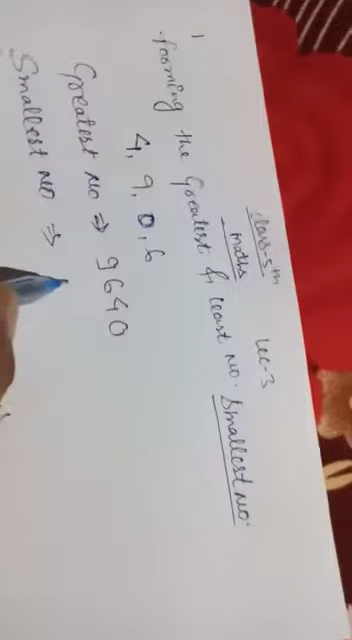 Class-5th Lec-3
Maths
Forming the Greatest & least No. Smallest NO.
4, 9, 0, 6
Greatest NO ⇒ 9640
Smallest NO ⇒